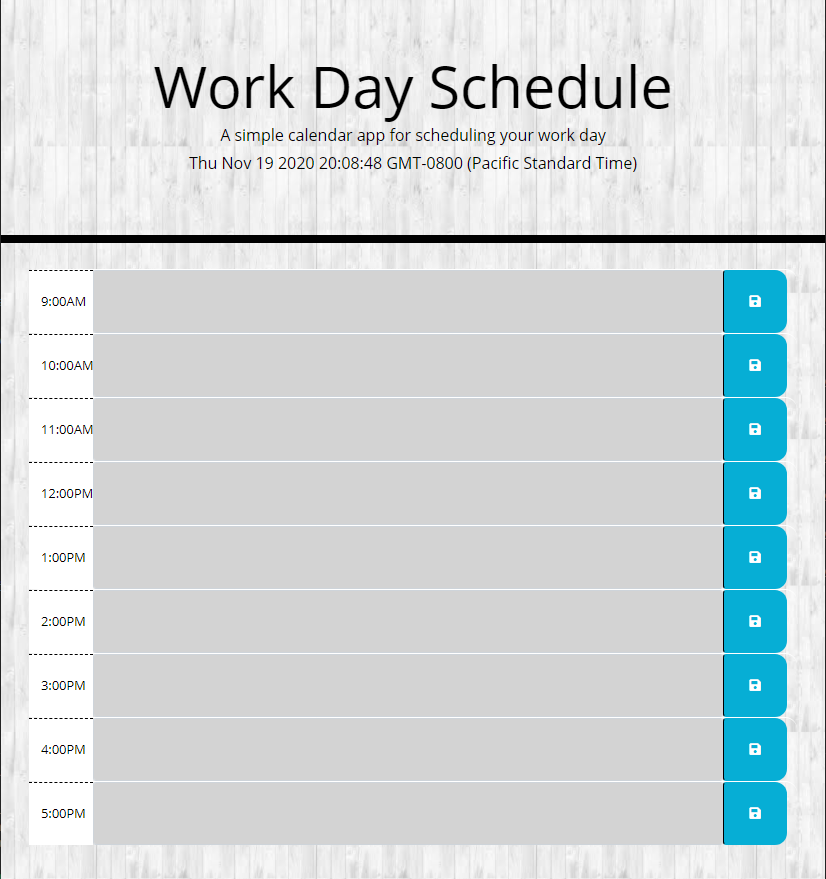 Work Day Schedule
A simple calendar app for scheduling your work day
Thu Nov 19 2020 20:08:48 GMT-0800 (Pacific Standard Time)
9:00AM
10:00AM
11:00AM
12:00PM
1:00PM
2:00PM
3:00PM
4:00PM
5:00PM